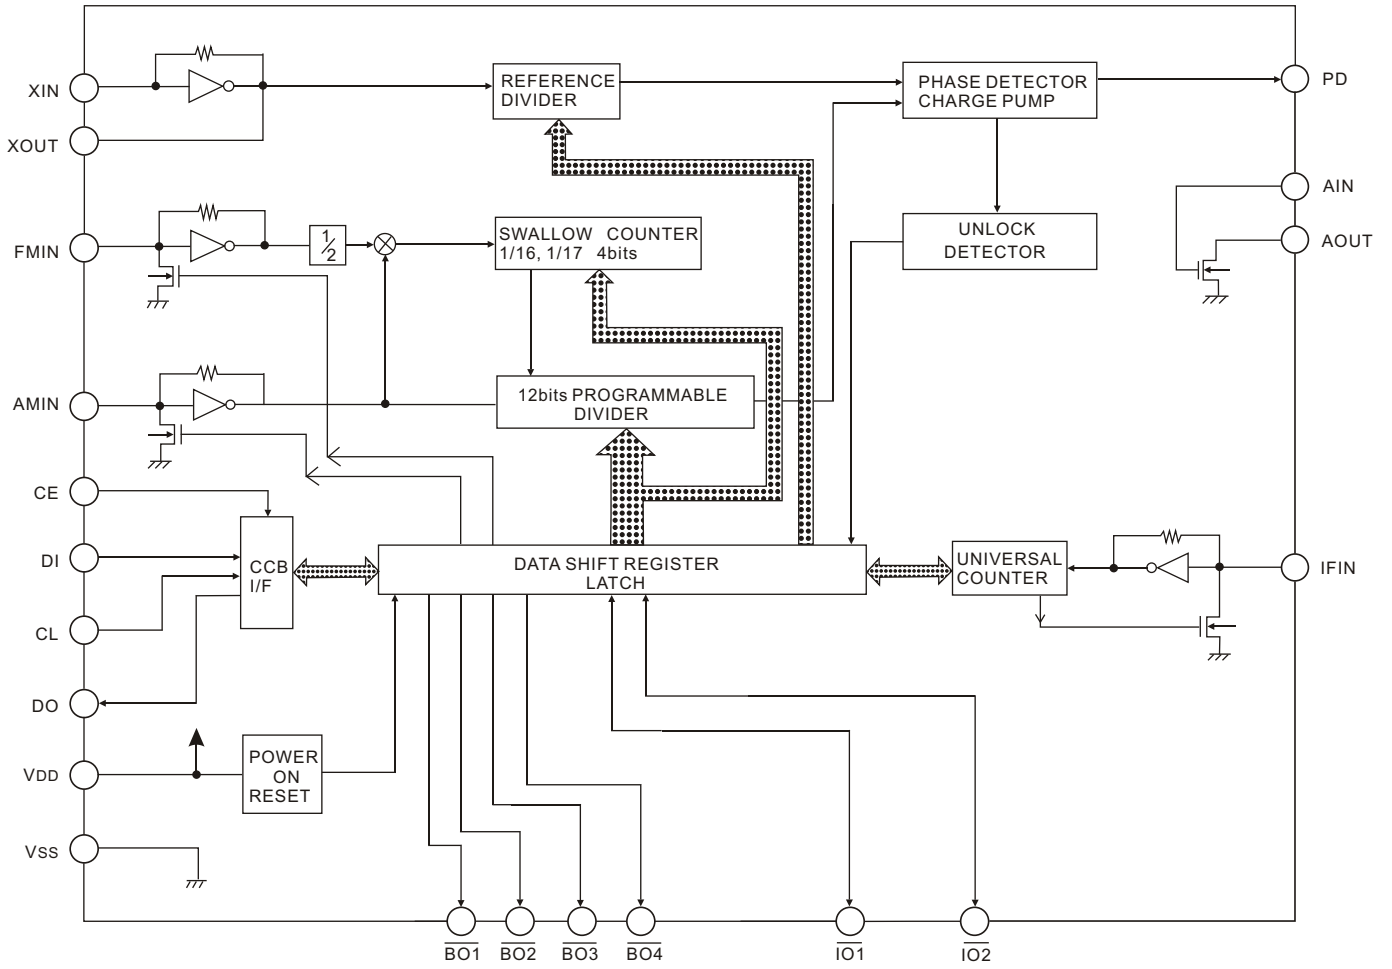 XIN
REFERENCE
DIVIDER
PHASE DETECTOR
CHARGE PUMP
PD
XOUT
AIN
FMIN
1
2
SWALLOW COUNTER
1/16, 1/17 4bits
UNLOCK
DETECTOR
AOUT
AMIN
12bits PROGRAMMABLE
DIVIDER
CE
DI
CCB
I/F
DATA SHIFT REGISTER
LATCH
UNIVERSAL
COUNTER
IFIN
CL
DO
VDD
POWER
ON
RESET
VSS
BO1
BO2
BO3
BO4
IO1
IO2